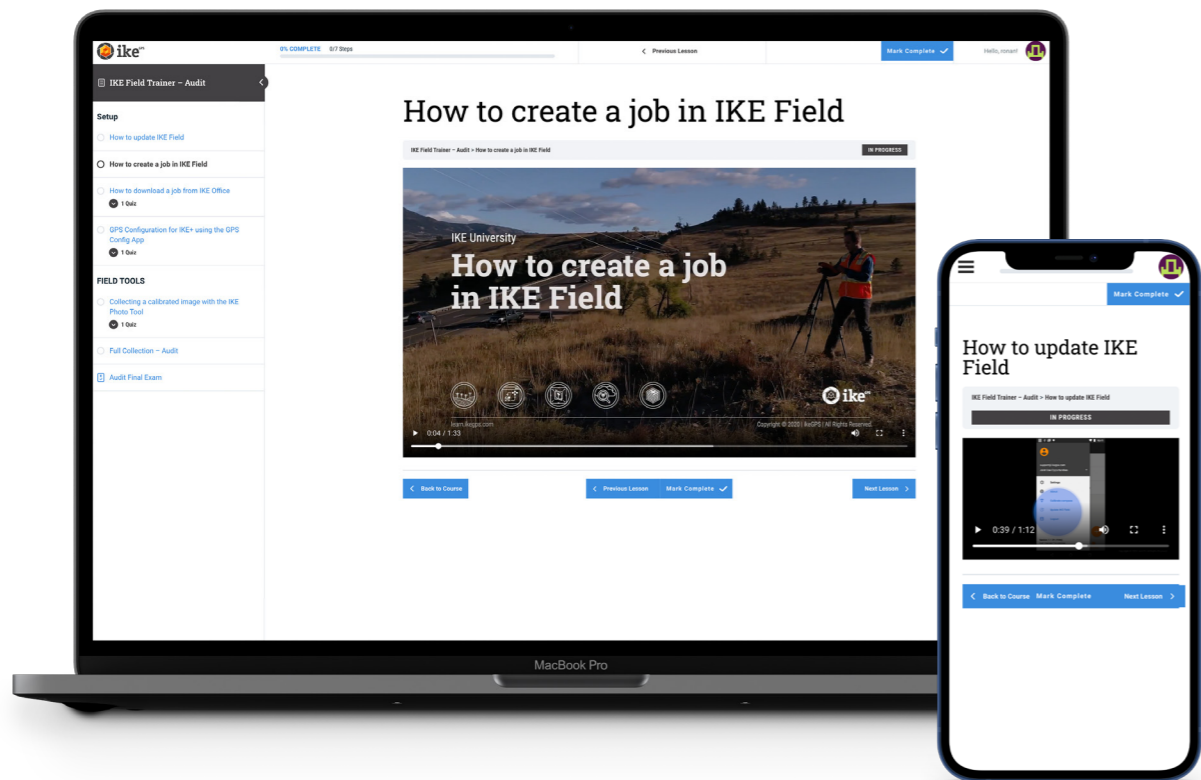 ike GPS
0% COMPLETE 0/7 Steps
Previous Lesson
Mark Complete
Hello, ronan!
IKE Field Trainer – Audit
Setup
How to update IKE Field
How to create a job in IKE Field
How to download a job from IKE Office
1 Quiz
GPS Configuration for IKE+ using the GPS
Config App
1 Quiz
FIELD TOOLS
Collecting a calibrated image with the IKE
Photo Tool
1 Quiz
Full Collection – Audit
Audit Final Exam
How to create a job in IKE Field
IKE Field Trainer – Audit > How to create a job in IKE Field
IN PROGRESS
IKE University
How to create a job
in IKE Field
ike GPS
learn.ikegps.com
Copyright © 2020 | ikeGPS | All Rights Reserved.
0:04 / 1:33
Back to Course
Previous Lesson
Mark Complete
Next Lesson
MacBook Pro
Mark Complete
How to update IKE
Field
IKE Field Trainer – Audit > How to update IKE Field
IN PROGRESS
Settings
0:39 / 1:12
Back to Course
Mark Complete
Next Lesson